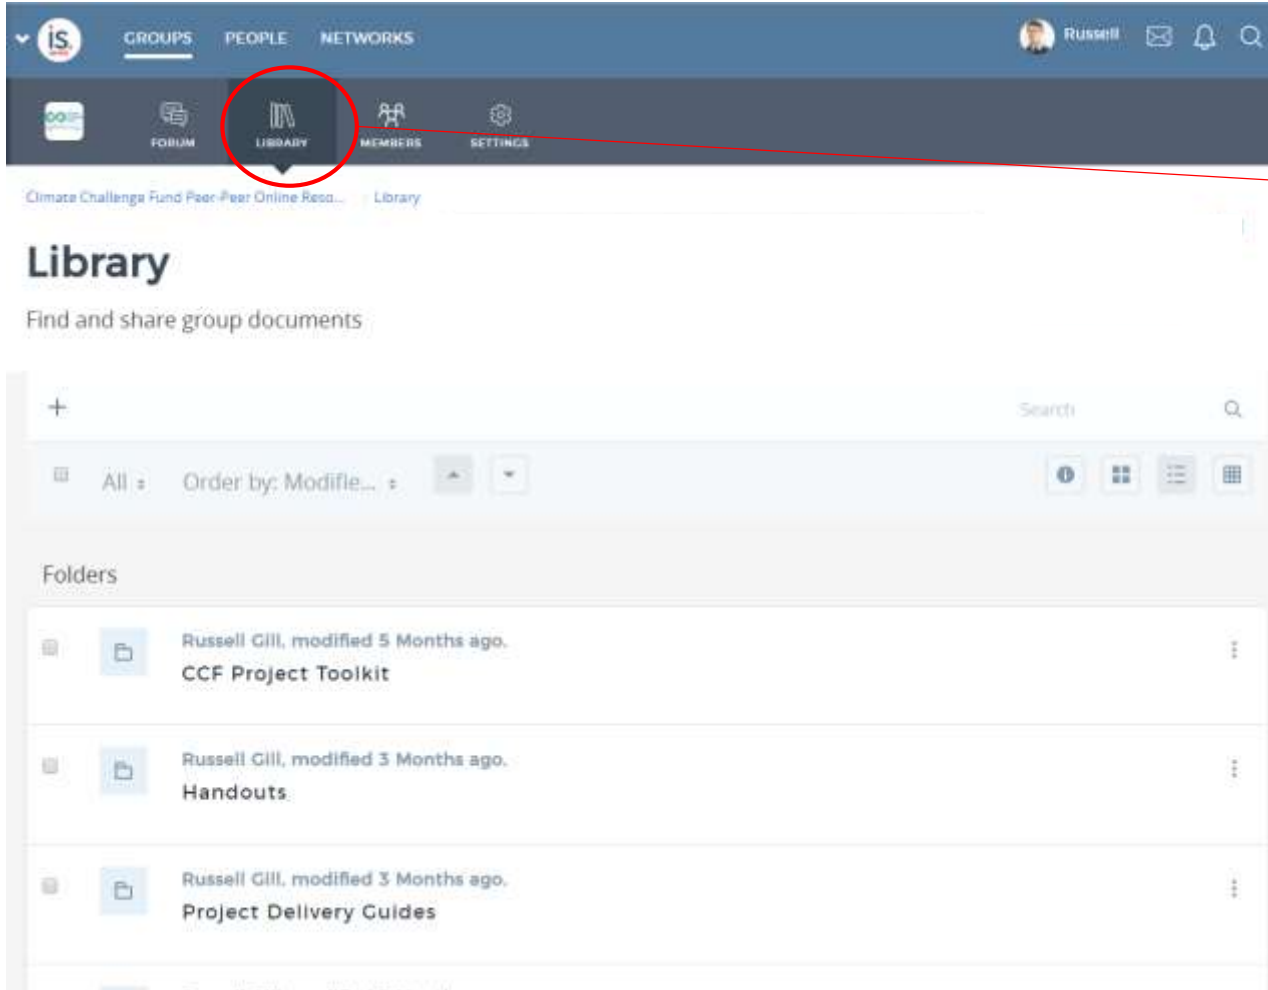 is.
GROUPS PEOPLE NETWORKS Russell
FORUM LIBRARY MEMBERS SETTINGS
Climate Challenge Fund Peer-Peer Online Reso... Library
Library
Find and share group documents
+ Search
All Order by: Modifie...
Folders
Russell Gill, modified 5 Months ago.
CCF Project Toolkit
Russell Gill, modified 3 Months ago.
Handouts
Russell Gill, modified 3 Months ago.
Project Delivery Guides